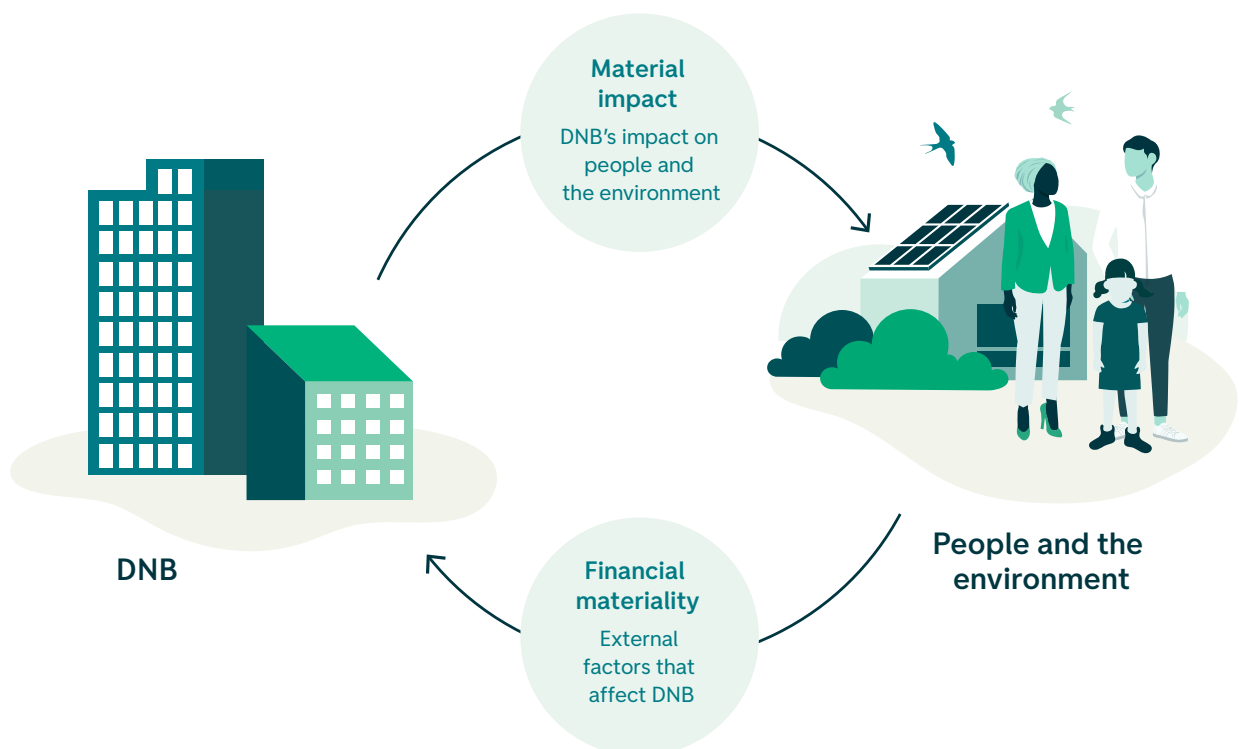 Material
impact
DNB's impact on
people and
the environment
DNB
People and the
environment
Financial
materiality
External
factors that
affect DNB